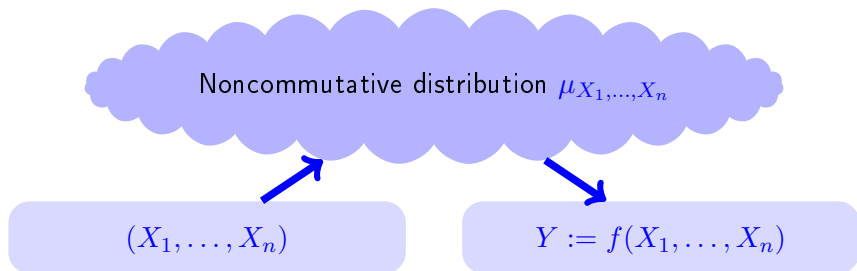 Noncommutative distribution μ_{X_1,...,X_n}
(X_1, . . . , X_n)
Y := f(X_1, . . . , X_n)